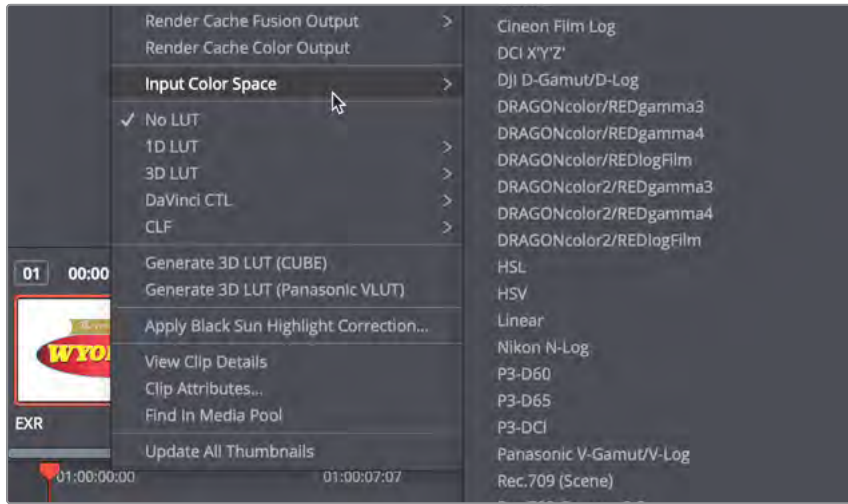 Render Cache Fusion Output >
Render Cache Color Output
Input Color Space >
✓ No LUT
1D LUT >
3D LUT >
DaVinci CTL >
CLF >
Generate 3D LUT (CUBE)
Generate 3D LUT (Panasonic VLUT)
Apply Black Sun Highlight Correction...
View Clip Details
Clip Attributes...
Find In Media Pool
Update All Thumbnails
Cineon Film Log
DCI X'Y'Z'
DJI D-Gamut/D-Log
DRAGONcolor/REDgamma3
DRAGONcolor/REDgamma4
DRAGONcolor/REDlogFilm
DRAGONcolor2/REDgamma3
DRAGONcolor2/REDgamma4
DRAGONcolor2/REDlogFilm
HSL
HSV
Linear
Nikon N-Log
P3-D60
P3-D65
P3-DCI
Panasonic V-Gamut/V-Log
Rec.709 (Scene)
01 00:00
WYO
EXR
01:00:00:00 01:00:07:07